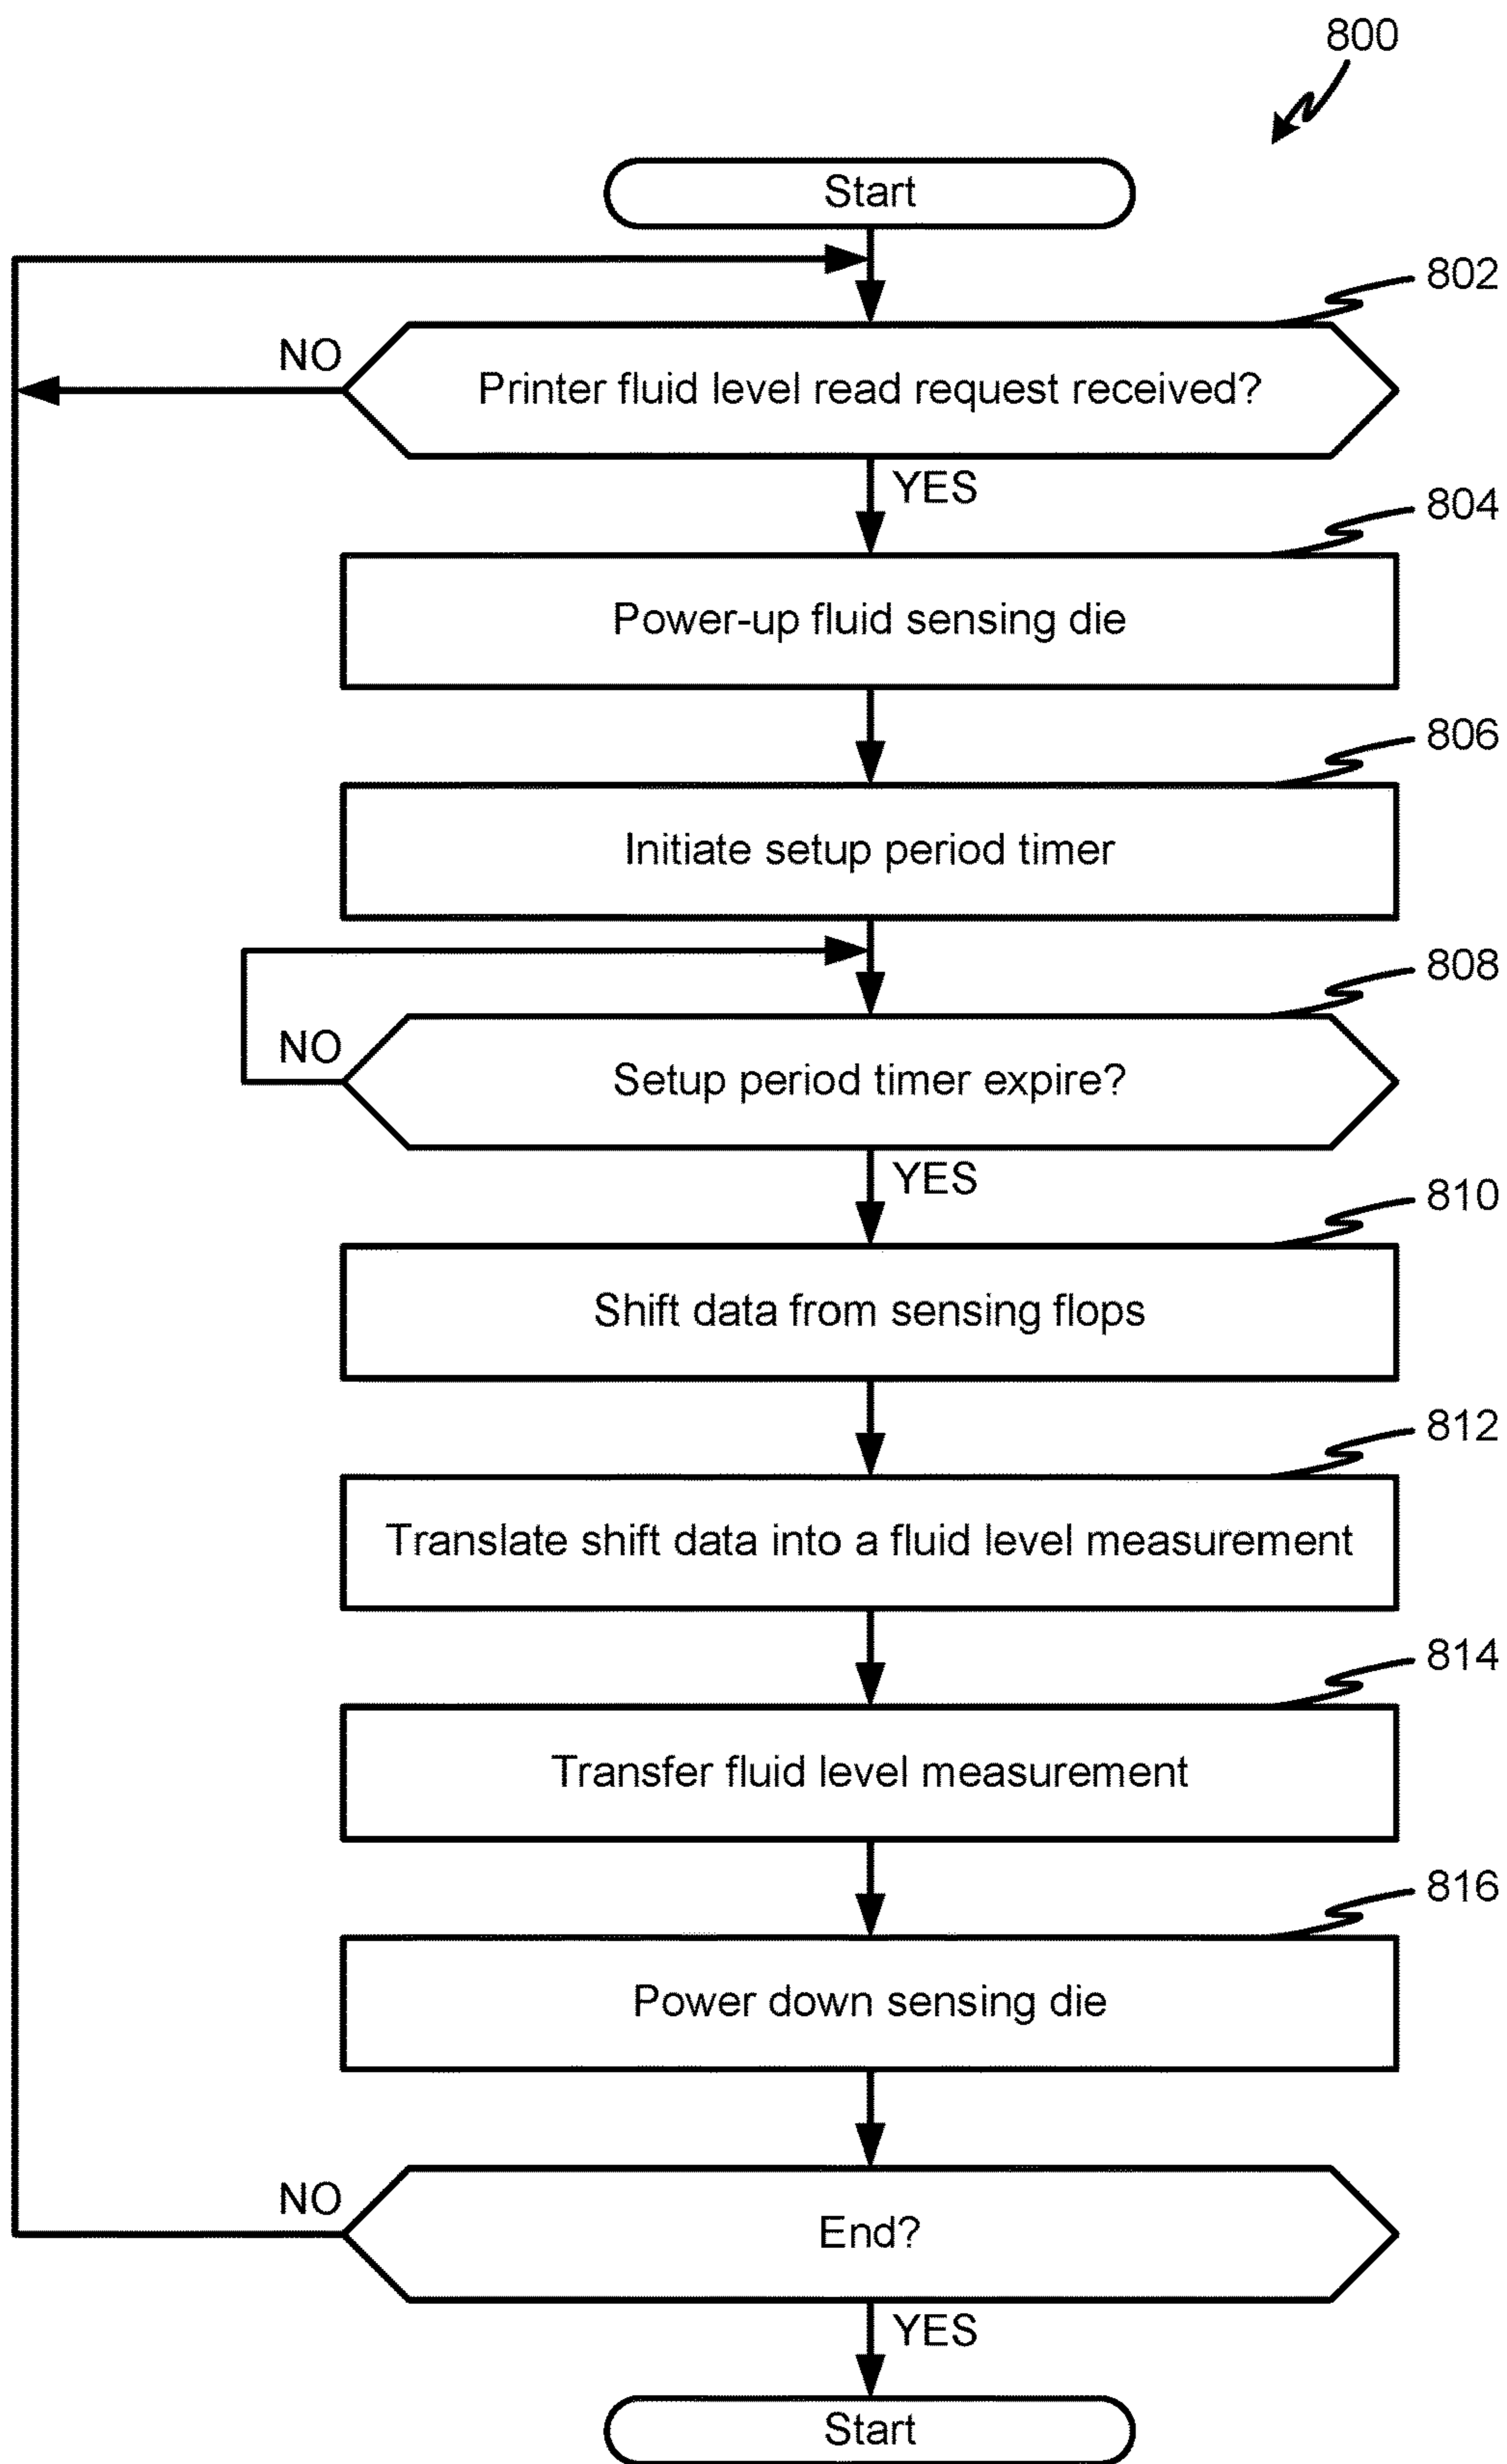 800
Start
802
NO
Printer fluid level read request received?
YES
804
Power-up fluid sensing die
806
Initiate setup period timer
808
NO
Setup period timer expire?
YES
810
Shift data from sensing flops
812
Translate shift data into a fluid level measurement
814
Transfer fluid level measurement
816
Power down sensing die
NO
End?
YES
Start